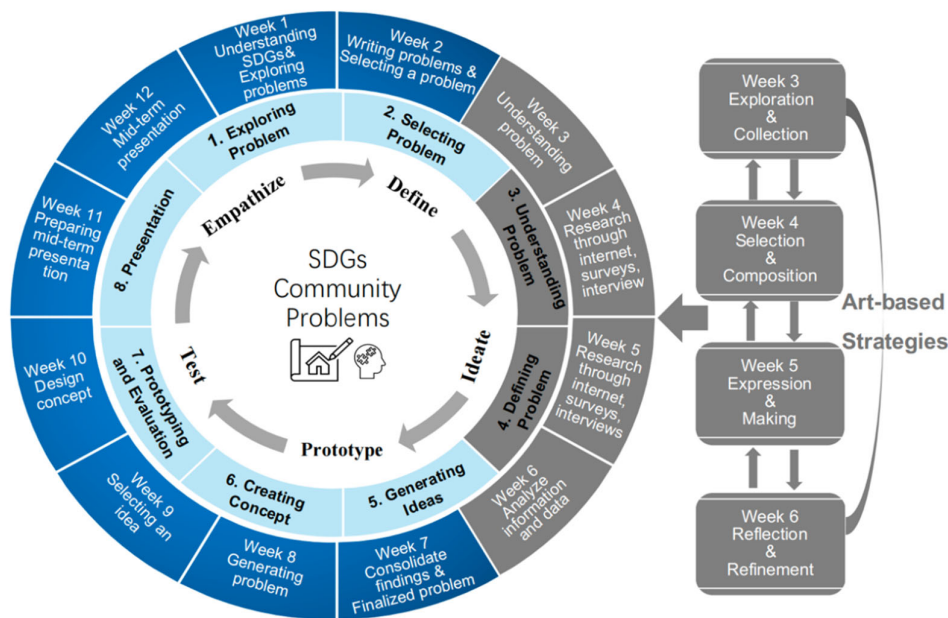 Week 1
Understanding
SDGs&
Exploring
problems
Week 2
Writing problems &
Selecting a problem
Week 3
Understanding
problem
Week 4
Research
through
internet,
surveys,
interview
Week 5
Research
through
internet,
surveys,
interviews
Week 6
Analyze
information
and data
Week 7
Consolidate
findings &
Finalized problem
Week 8
Generating
problem
Week 9
Selecting an
idea
Week 10
Design
concept
Week 11
Preparing
mid-term
presenta
tion
Week 12
Mid-term
presentation
1. Exploring
Problem
2. Selecting
Problem
3. Understanding
Problem
4. Defining
Problem
5. Generating
Ideas
6. Creating
Concept
7. Prototyping
and Evaluation
8. Presentation
Empathize
Define
Ideate
Prototype
Test
SDGs
Community
Problems
Week 3
Exploration
&
Collection
Week 4
Selection
&
Composition
Week 5
Expression
&
Making
Week 6
Reflection
&
Refinement
Art-based
Strategies